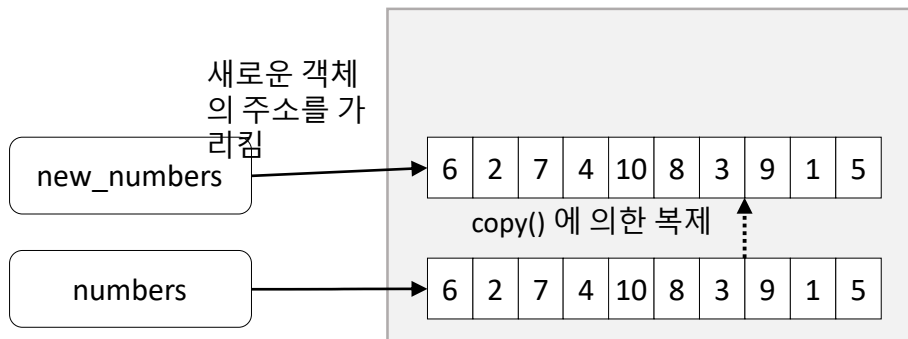 새로운 객체
의 주소를 가
리킴
new_numbers
6 2 7 4 10 8 3 9 1 5
copy() 에 의한 복제
numbers
6 2 7 4 10 8 3 9 1 5